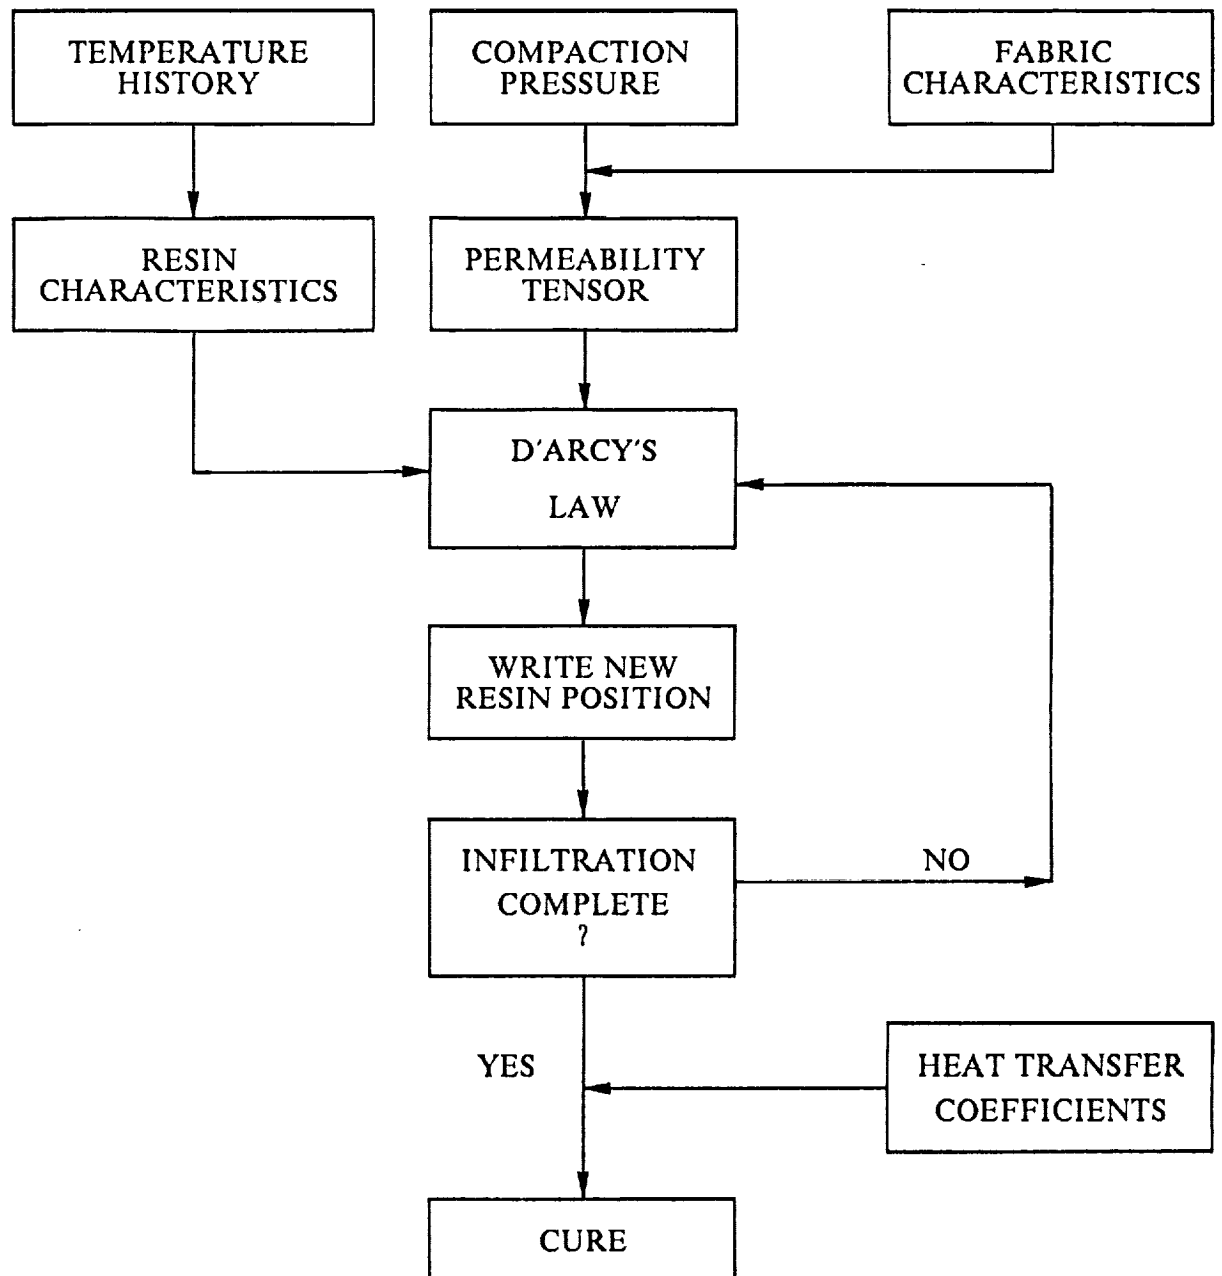 TEMPERATURE
HISTORY
COMPACTION
PRESSURE
FABRIC
CHARACTERISTICS
RESIN
CHARACTERISTICS
PERMEABILITY
TENSOR
D'ARCY'S
LAW
WRITE NEW
RESIN POSITION
INFILTRATION
COMPLETE
?
NO
YES
HEAT TRANSFER
COEFFICIENTS
CURE